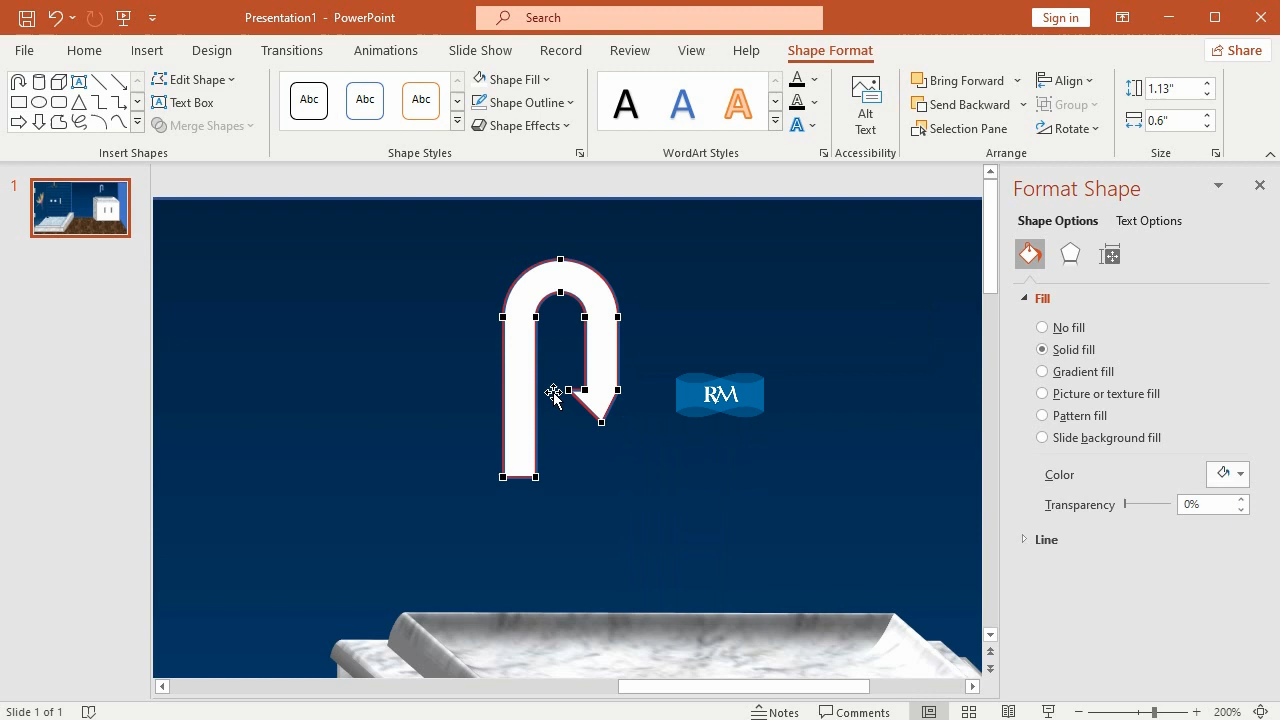 Presentation1 - PowerPoint
Search
Sign in
File Home Insert Design Transitions Animations Slide Show Record Review View Help Shape Format
Share
Edit Shape
Text Box
Merge Shapes
Insert Shapes
Abc Abc Abc
Shape Fill
Shape Outline
Shape Effects
Shape Styles
A A A
A
A
A
WordArt Styles
Alt
Text
Accessibility
Bring Forward
Send Backward
Selection Pane
Align
Group
Rotate
Arrange
1.13"
0.6"
Size
1
RM
Format Shape
Shape Options Text Options
Fill
No fill
Solid fill
Gradient fill
Picture or texture fill
Pattern fill
Slide background fill
Color
Transparency 0%
Line
Slide 1 of 1
Notes
Comments
200%